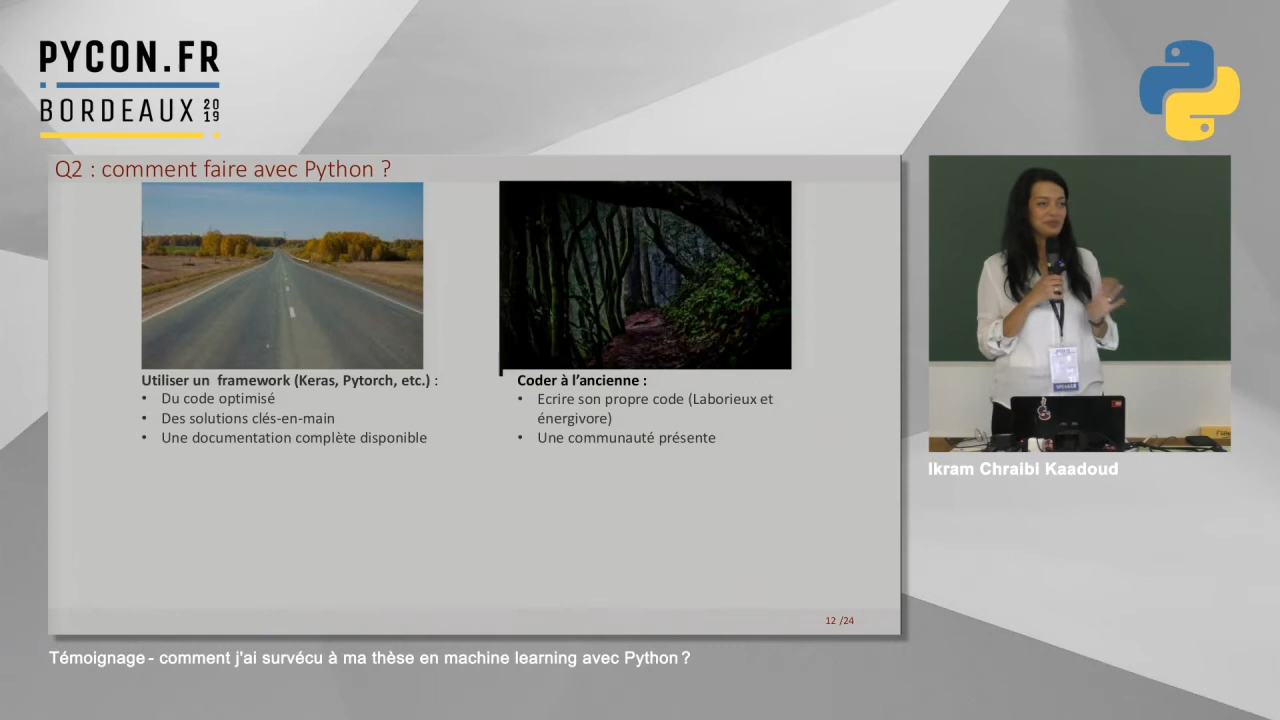 PYCON.FR
BORDEAUX 2019
Q2 : comment faire avec Python ?
Utiliser un framework (Keras, Pytorch, etc.) :
• Du code optimisé
• Des solutions clés-en-main
• Une documentation complète disponible
Coder à l’ancienne :
• Ecrire son propre code (Laborieux et
énergivore)
• Une communauté présente
12 /24
SPEAKER
Ikram Chraibi Kaadoud
Témoignage - comment j'ai survécu à ma thèse en machine learning avec Python ?